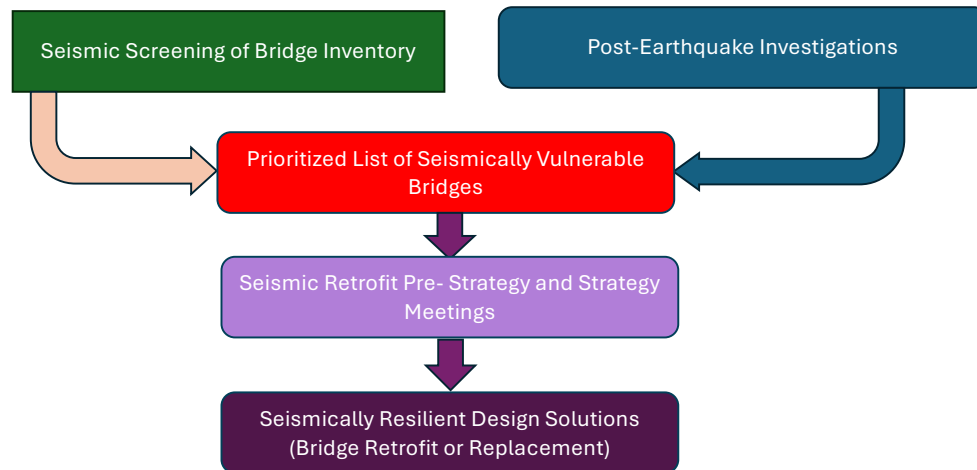 Seismic Screening of Bridge Inventory
Post-Earthquake Investigations
Prioritized List of Seismically Vulnerable
Bridges
Seismic Retrofit Pre- Strategy and Strategy
Meetings
Seismically Resilient Design Solutions
(Bridge Retrofit or Replacement)